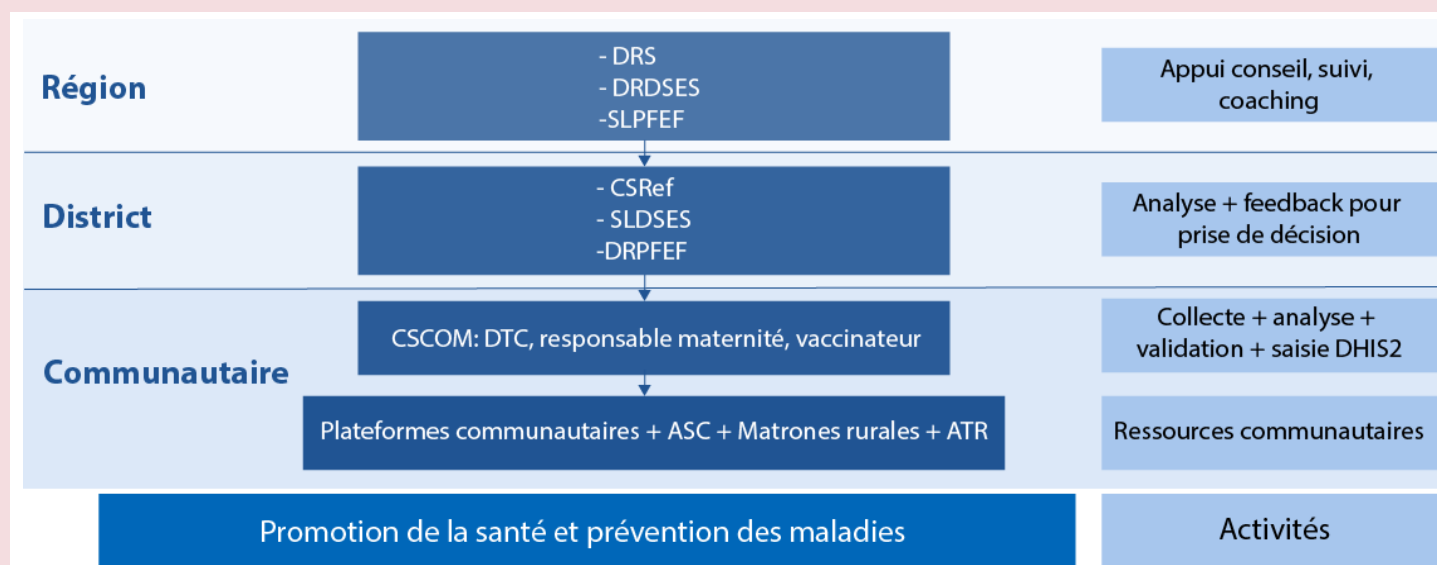 Région
- DRS
- DRDSES
-SLPFEF
Appui conseil, suivi,
coaching
District
- CSRef
- SLDSES
-DRPFEF
Analyse + feedback pour
prise de décision
Communautaire
CSCOM: DTC, responsable maternité, vaccinateur
Collecte + analyse +
validation + saisie DHIS2
Plateformes communautaires + ASC + Matrones rurales + ATR
Ressources communautaires
Promotion de la santé et prévention des maladies
Activités